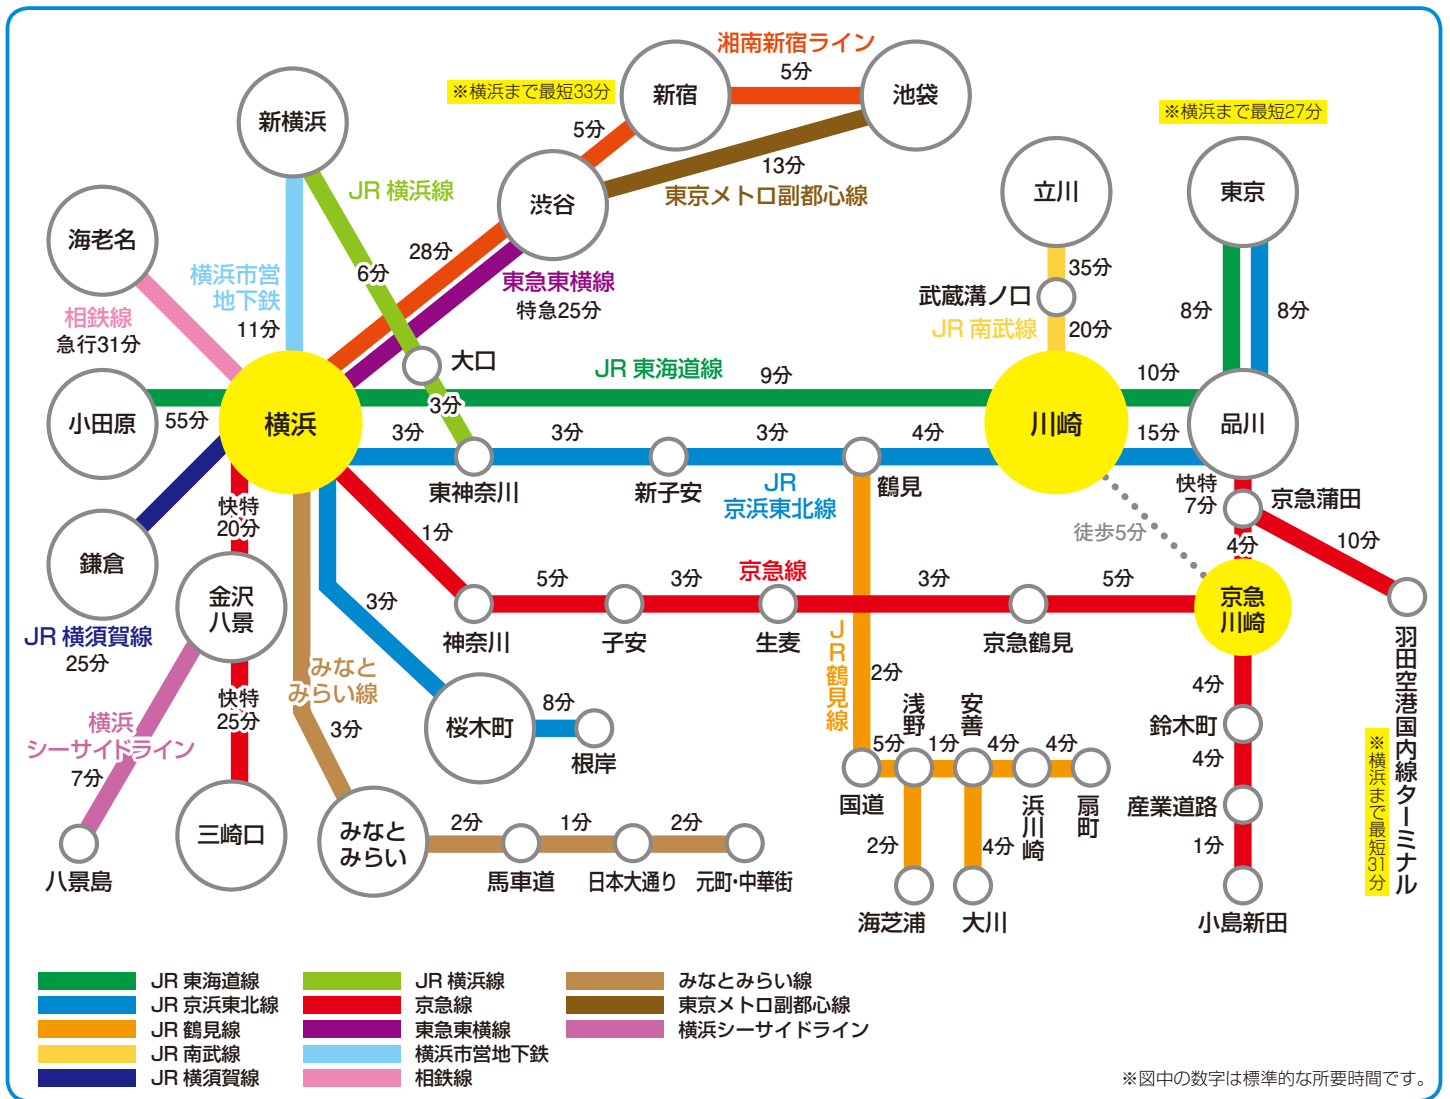 湘南新宿ライン
5分
※横浜まで最短33分
新宿
池袋
5分
13分
東京メトロ副都心線
渋谷
新横浜
JR 横浜線
6分
28分
東急東横線
特急25分
海老名
横浜市営
地下鉄
11分
相鉄線
急行31分
大口
3分
※横浜まで最短27分
立川
東京
35分
武蔵溝ノ口
JR 南武線
20分
8分
8分
JR 東海道線
9分
10分
小田原
55分
横浜
川崎
品川
3分
3分
3分
4分
15分
東神奈川
新子安
鶴見
JR
京浜東北線
快特
7分
京急蒲田
徒歩5分
4分
10分
快特
20分
鎌倉
JR 横須賀線
25分
金沢
八景
1分
5分
3分
京急線
3分
5分
京急
川崎
神奈川
子安
生麦
京急鶴見
3分
JR鶴見線
2分
羽田空港国内線ターミナル
※横浜まで最短31分
みなと
みらい線
3分
快特
25分
横浜
シーサイドライン
7分
桜木町
8分
根岸
4分
鈴木町
4分
産業道路
1分
小島新田
浅野
安善
5分
1分
4分
4分
国道
浜川崎
扇町
2分
4分
海芝浦
大川
三崎口
八景島
みなと
みらい
2分
1分
2分
馬車道
日本大通り
元町・中華街
JR 東海道線
JR 京浜東北線
JR 鶴見線
JR 南武線
JR 横須賀線
JR 横浜線
京急線
東急東横線
横浜市営地下鉄
相鉄線
みなとみらい線
東京メトロ副都心線
横浜シーサイドライン
※図中の数字は標準的な所要時間です。